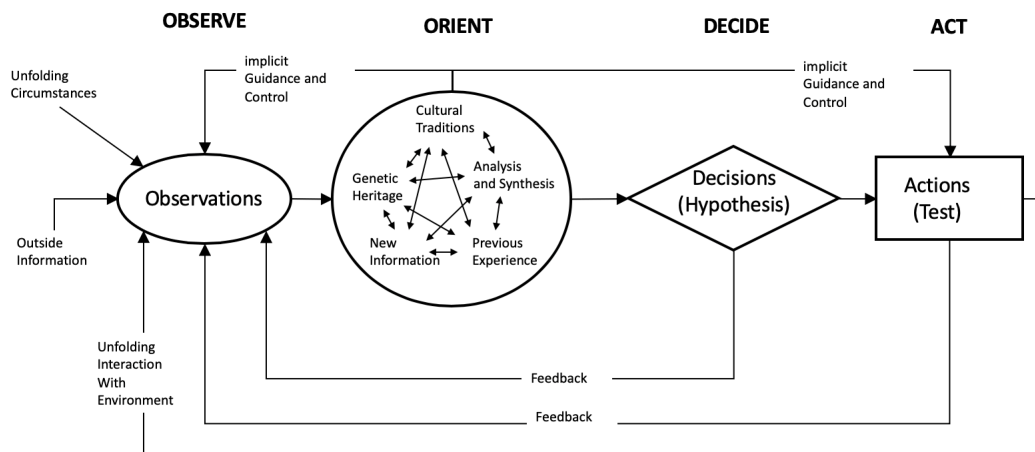 OBSERVE
ORIENT
DECIDE
ACT
Unfolding
Circumstances
implicit
Guidance and
Control
implicit
Guidance and
Control
Cultural
Traditions
Genetic
Heritage
Analysis
and Synthesis
New
Information
Previous
Experience
Observations
Decisions
(Hypothesis)
Actions
(Test)
Outside
Information
Unfolding
Interaction
With
Environment
Feedback
Feedback